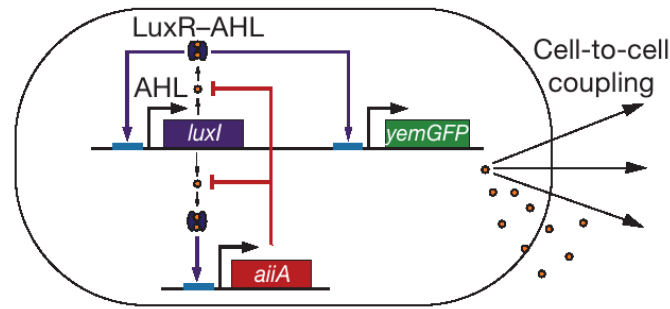 LuxR–AHL
Cell-to-cell
coupling
AHL
luxI
yemGFP
aiiA